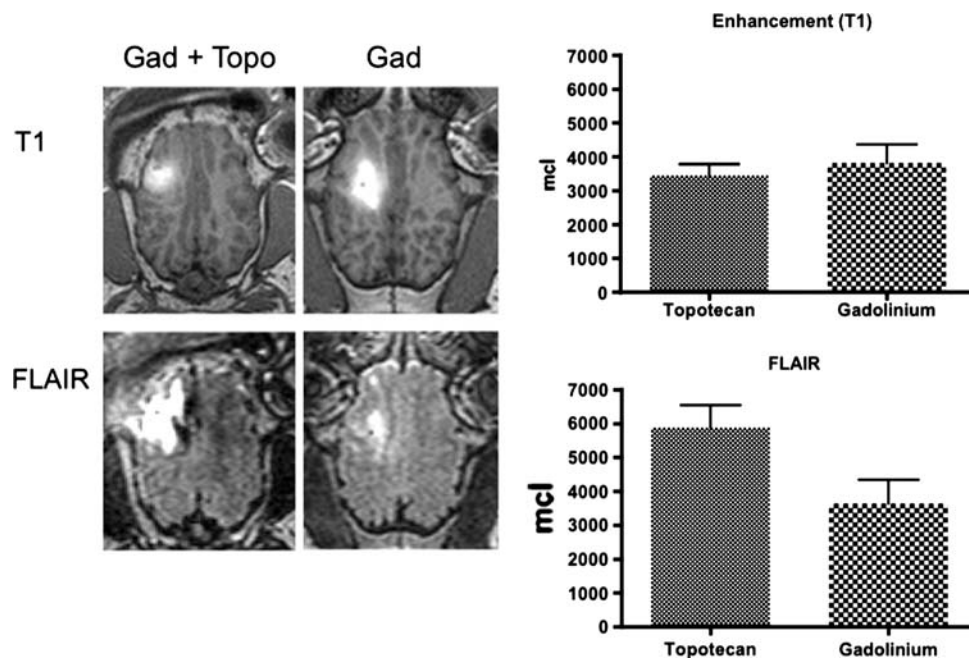 Gad + Topo
Gad
T1
FLAIR
Enhancement (T1)
7000
6000
5000
4000
3000
2000
1000
0
mcl
Topotecan
Gadolinium
FLAIR
7000
6000
5000
4000
3000
2000
1000
0
mcl
Topotecan
Gadolinium